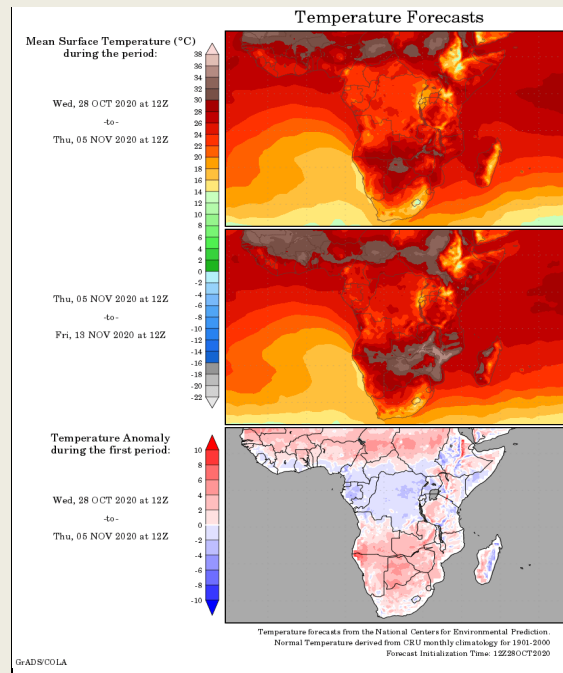 Temperature Forecasts
Mean Surface Temperature (°C)
during the period:
Wed, 28 OCT 2020 at 12Z
-to-
Thu, 05 NOV 2020 at 12Z
38
36
34
32
30
28
26
24
22
20
18
16
14
12
10
8
6
4
2
0
-2
-4
-6
-8
-10
-12
-14
-16
-18
-20
-22
Thu, 05 NOV 2020 at 12Z
-to-
Fri, 13 NOV 2020 at 12Z
Temperature Anomaly
during the first period:
Wed, 28 OCT 2020 at 12Z
-to-
Thu, 05 NOV 2020 at 12Z
10
8
6
4
2
0
-2
-4
-6
-8
-10
Temperature forecasts from the National Centers for Environmental Prediction.
Normal Temperature derived from CRU monthly climatology for 1901-2000
Forecast Initialization Time: 12Z28OCT2020
GrADS/COLA